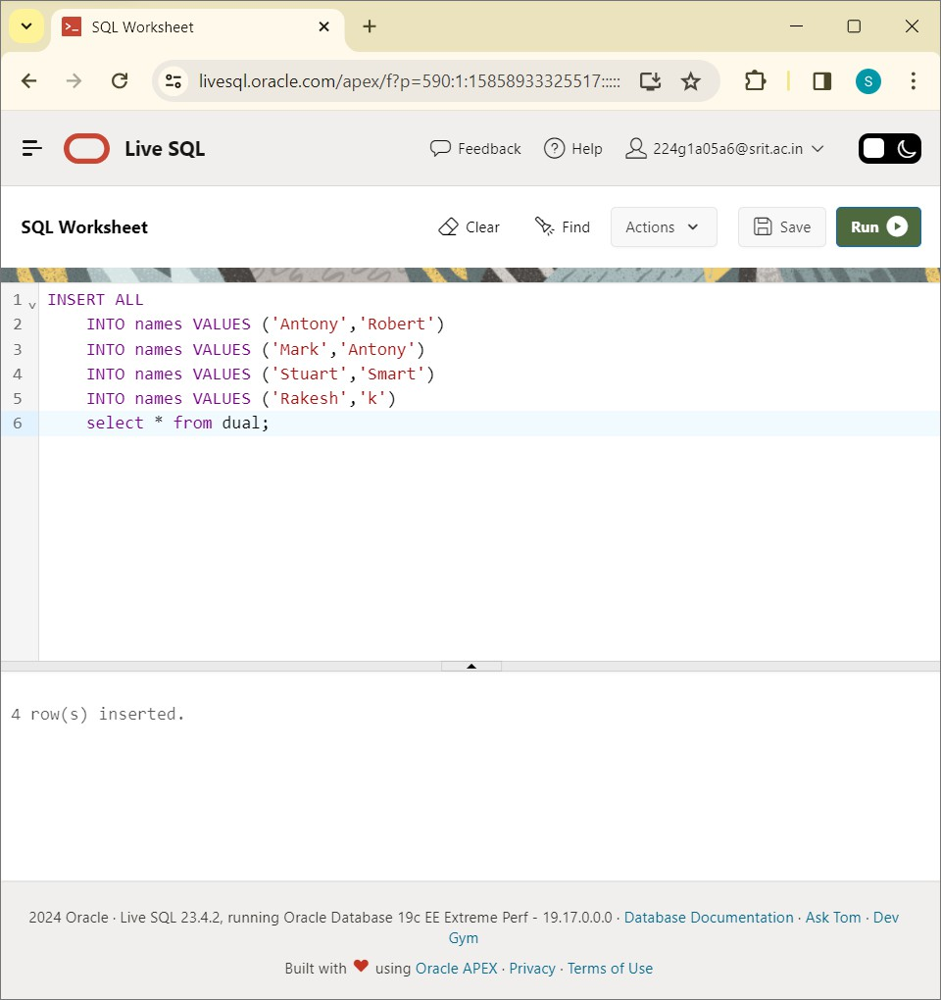 SQL Worksheet
livesql.oracle.com/apex/f?p=590:1:15858933325517:::::
S
Live SQL
Feedback
Help
224g1a05a6@srit.ac.in
SQL Worksheet
Clear
Find
Actions
Save
Run
1 INSERT ALL
2 INTO names VALUES ('Antony','Robert')
3 INTO names VALUES ('Mark','Antony')
4 INTO names VALUES ('Stuart','Smart')
5 INTO names VALUES ('Rakesh','k')
6 select * from dual;
4 row(s) inserted.
2024 Oracle · Live SQL 23.4.2, running Oracle Database 19c EE Extreme Perf - 19.17.0.0.0 · Database Documentation · Ask Tom · Dev
Gym
Built with ❤ using Oracle APEX · Privacy · Terms of Use